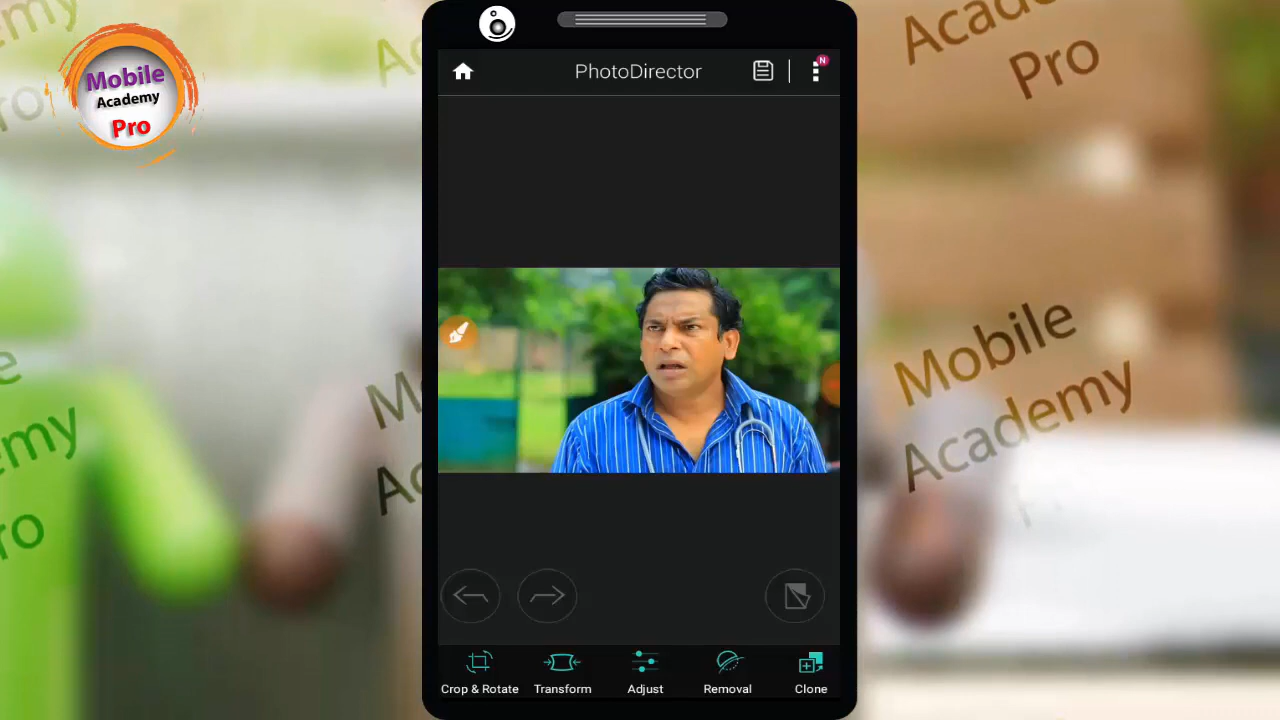 Mobile
Academy
Pro
PhotoDirector
N
Crop & Rotate
Transform
Adjust
Removal
Clone
Academy
Pro
Mobile
Academy